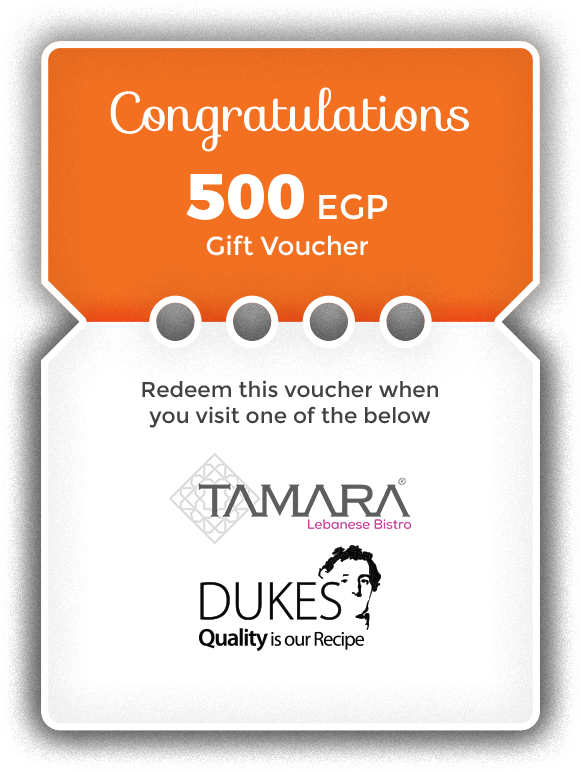 Congratulations
500 EGP
Gift Voucher
Redeem this voucher when
you visit one of the below
TAMARA®
Lebanese Bistro
DUKES
Quality is our Recipe